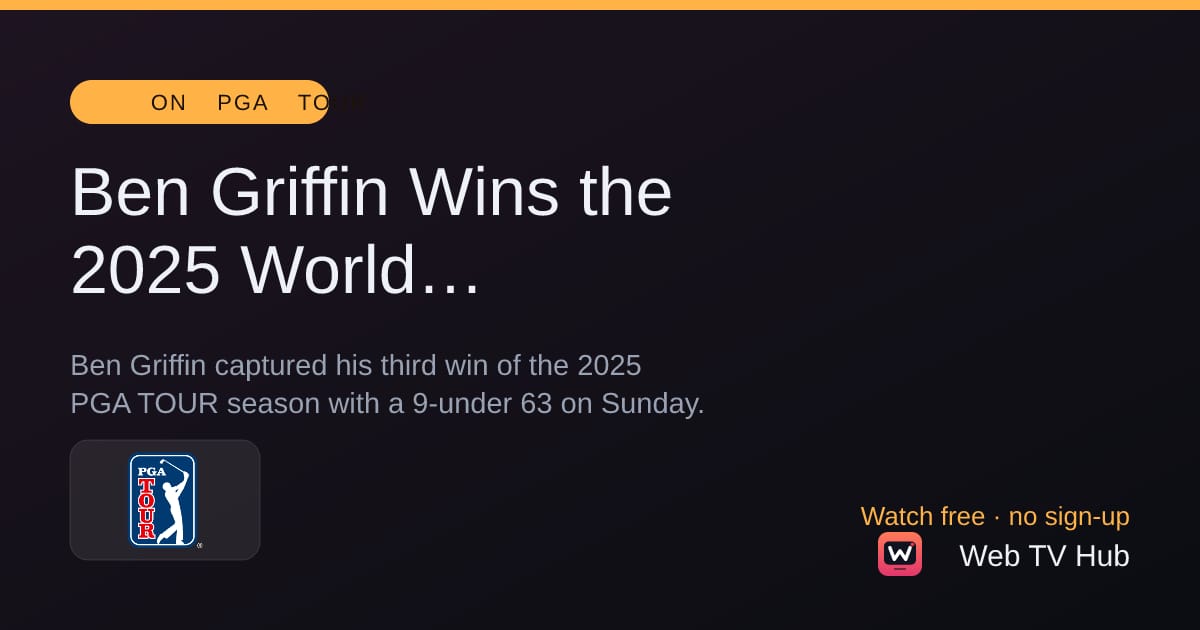 ON PGA TOUR
Ben Griffin Wins the
2025 World…
Ben Griffin captured his third win of the 2025
PGA TOUR season with a 9-under 63 on Sunday.
PGA
TOUR
®
Watch free · no sign-up
W
Web TV Hub